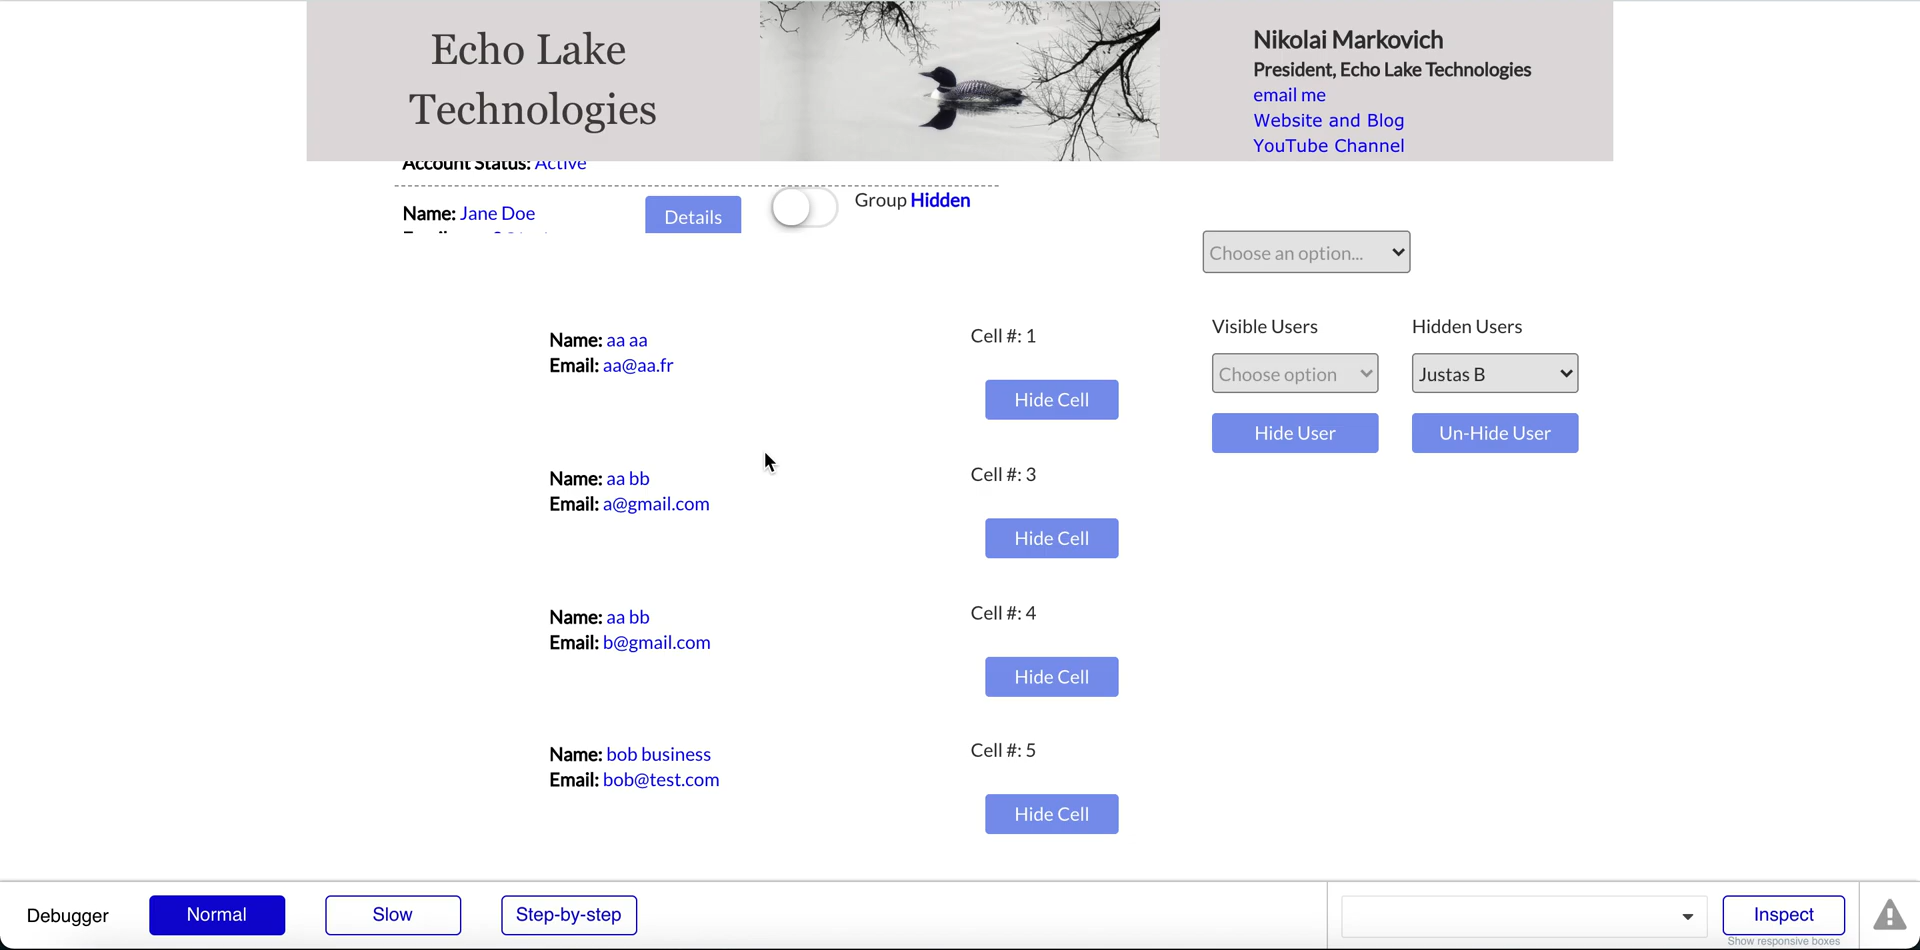 Echo Lake
Technologies
Nikolai Markovich
President, Echo Lake Technologies
email me
Website and Blog
YouTube Channel
Account Status: Active
Name: Jane Doe
Details
Group Hidden
Choose an option...
Visible Users
Hidden Users
Choose option
Justas B
Hide User
Un-Hide User
Name: aa aa
Email: aa@aa.fr
Cell #: 1
Hide Cell
Name: aa bb
Email: a@gmail.com
Cell #: 3
Hide Cell
Name: aa bb
Email: b@gmail.com
Cell #: 4
Hide Cell
Name: bob business
Email: bob@test.com
Cell #: 5
Hide Cell
Debugger
Normal
Slow
Step-by-step
Inspect
Show responsive boxes